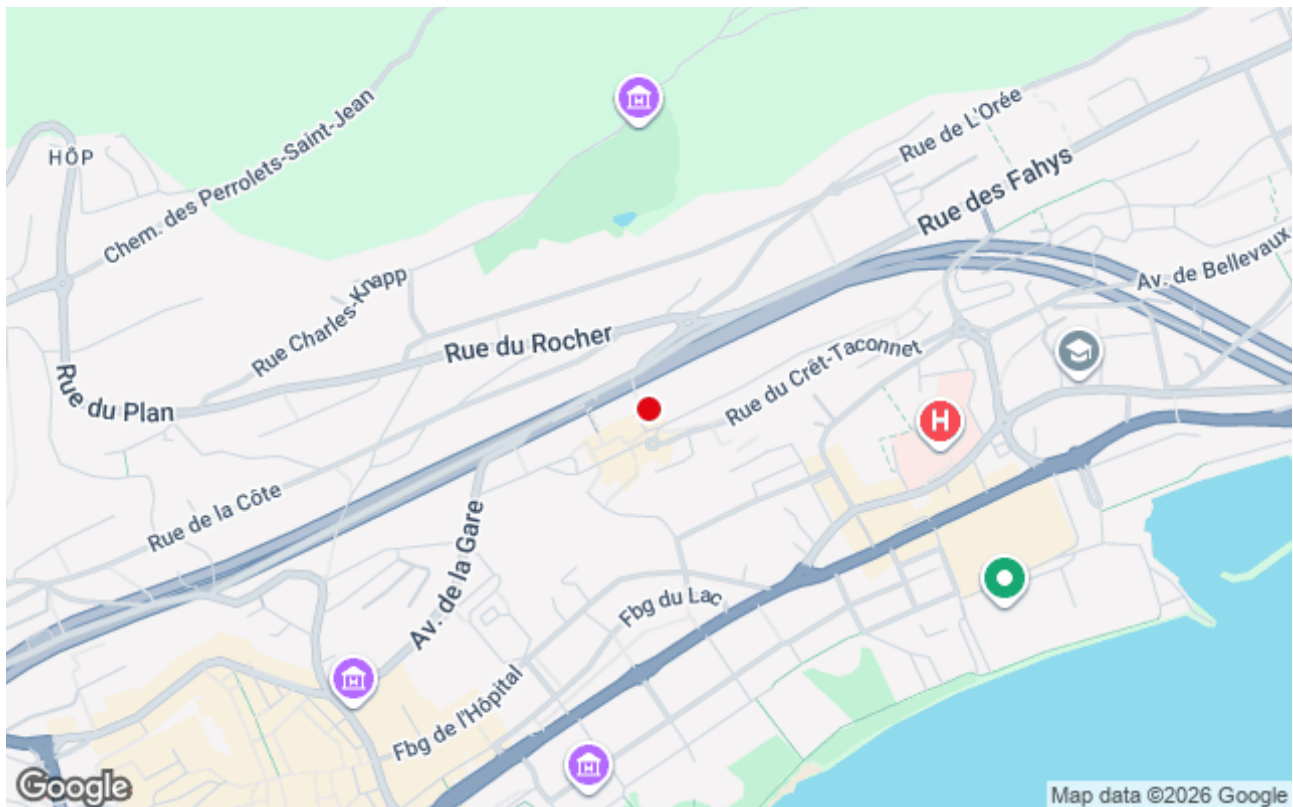 HÔP
Chem. des Perrolets-Saint-Jean
Rue de L'Orée
Rue des Fahys
Av. de Bellevaux
Rue Charles-Knapp
Rue du Rocher
Rue du Plan
Rue du Crêt-Taconnet
H
Rue de la Côte
Av. de la Gare
Fbg du Lac
Fbg de l'Hôpital
Google
Map data ©2026 Google